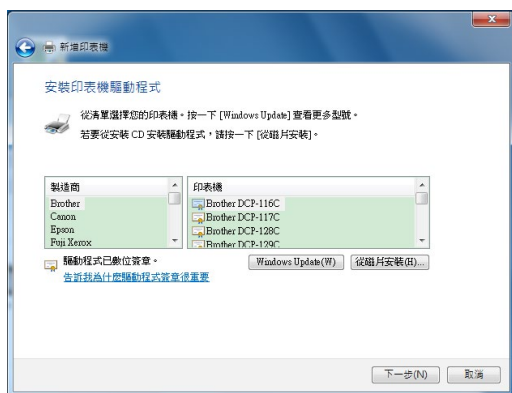 新增印表機
安裝印表機驅動程式
從清單選擇您的印表機。按一下 [Windows Update] 查看更多型號。
若要從安裝 CD 安裝驅動程式，請按一下 [從磁片安裝]。
製造商
Brother
Canon
Epson
Fuji Xerox
印表機
Brother DCP-116C
Brother DCP-117C
Brother DCP-128C
Brother DCP-129C
驅動程式已數位簽章。
告訴我為什麼驅動程式簽章很重要
Windows Update(W)
從磁片安裝(H)...
下一步(N)
取消